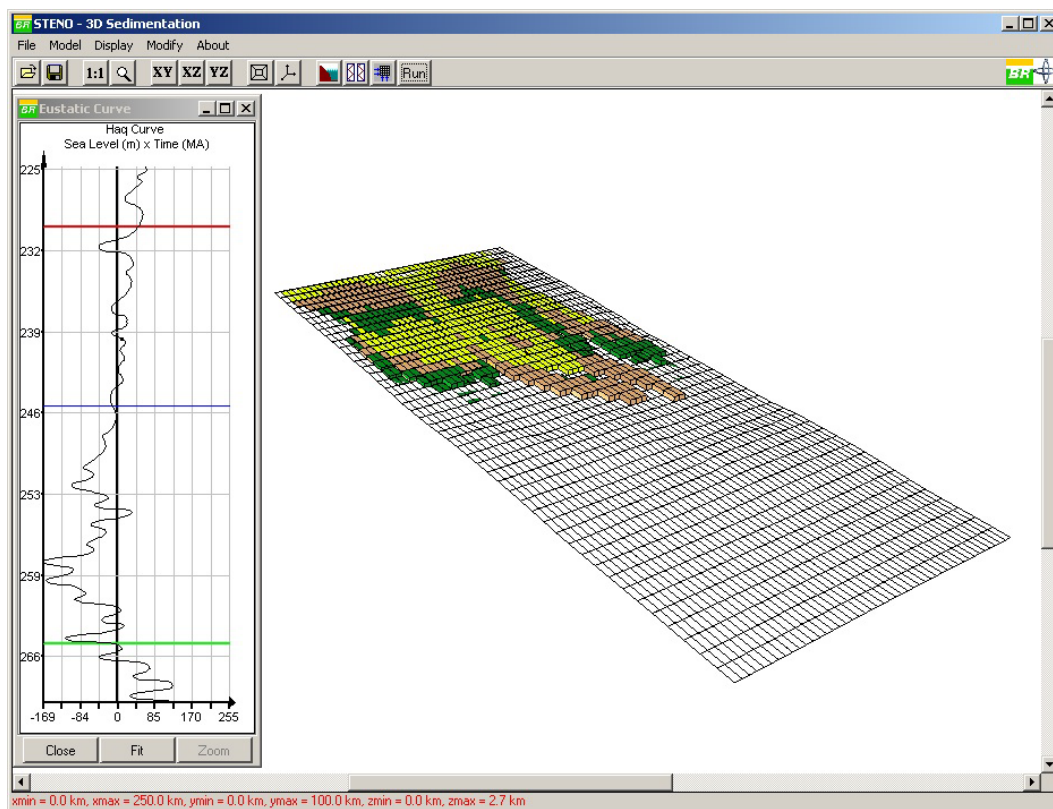 BR STENO - 3D Sedimentation
File Model Display Modify About
1:1 XY XZ YZ Run BR
BR Eustatic Curve
Haq Curve
Sea Level (m) x Time (MA)
225
232
239
246
253
259
266
-169 -84 0 85 170 255
Close Fit Zoom
xmin = 0.0 km, xmax = 250.0 km, ymin = 0.0 km, ymax = 100.0 km, zmin = 0.0 km, zmax = 2.7 km